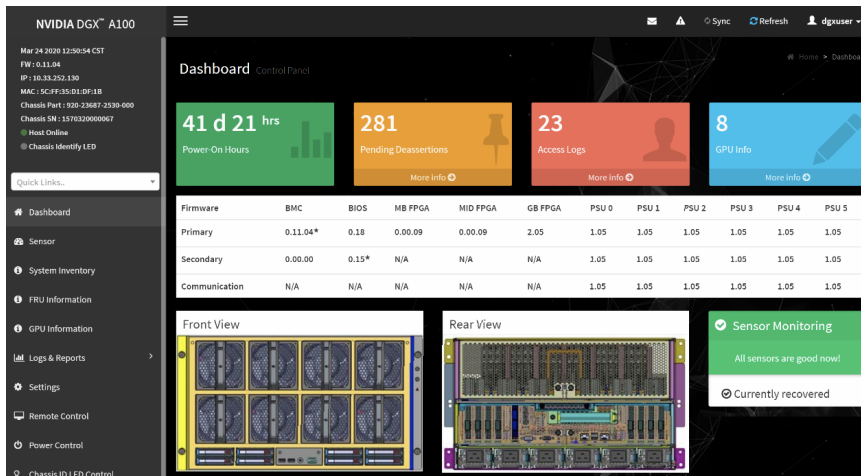 NVIDIA DGX™ A100
Sync
Refresh
dgxuser
Mar 24 2020 12:50:54 CST
FW : 0.11.04
IP : 10.33.252.130
MAC : 5C:FF:35:D1:DF:1B
Chassis Part : 920-23687-2530-000
Chassis SN : 1570320000067
Host Online
Chassis Identify LED
Quick Links..
Dashboard
Sensor
System Inventory
FRU Information
GPU Information
Logs & Reports
Settings
Remote Control
Power Control
Chassis ID LED Control
Dashboard Control Panel
Home > Dashboa
41 d 21 hrs
Power-On Hours
281
Pending Deassertions
More info
23
Access Logs
More info
8
GPU Info
More info
Firmware BMC BIOS MB FPGA MID FPGA GB FPGA PSU 0 PSU 1 PSU 2 PSU 3 PSU 4 PSU 5
Primary 0.11.04* 0.18 0.00.09 0.00.09 2.05 1.05 1.05 1.05 1.05 1.05 1.05
Secondary 0.00.00 0.15* N/A N/A N/A 1.05 1.05 1.05 1.05 1.05 1.05
Communication N/A N/A N/A N/A N/A 1.05 1.05 1.05 1.05 1.05 1.05
Front View
Rear View
Sensor Monitoring
All sensors are good now!
Currently recovered